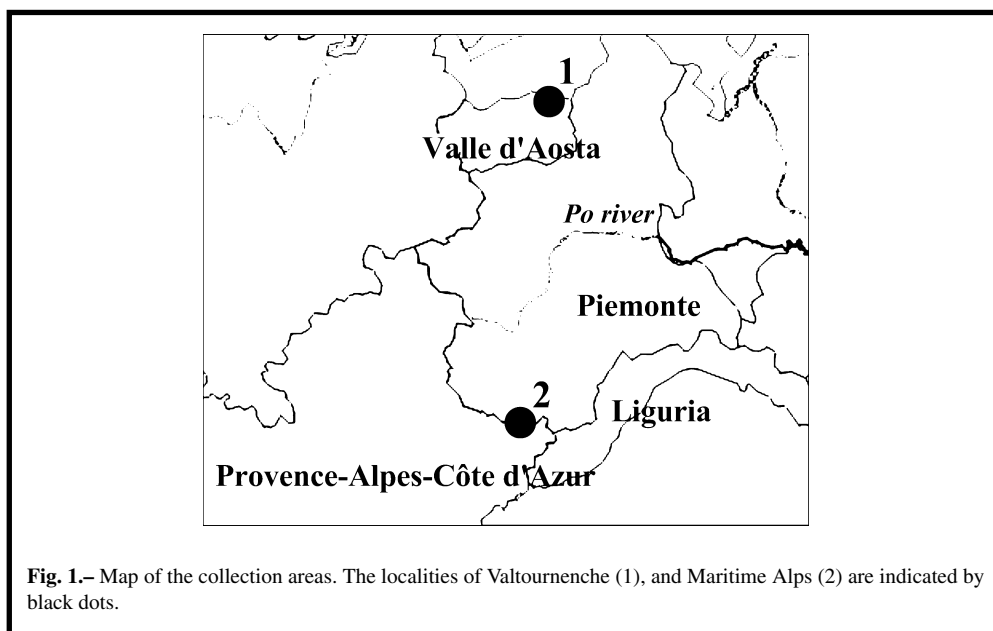 1
Valle d'Aosta
Po river
Piemonte
2
Liguria
Provence-Alpes-Côte d'Azur
Fig. 1.– Map of the collection areas. The localities of Valtournenche (1), and Maritime Alps (2) are indicated by
black dots.